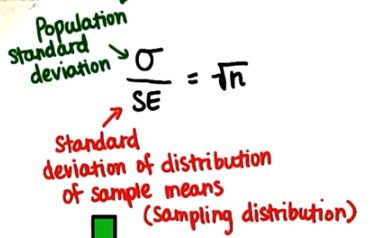 Population
standard
deviation
σ
SE
= √n
Standard
deviation of distribution
of sample means
(sampling distribution)